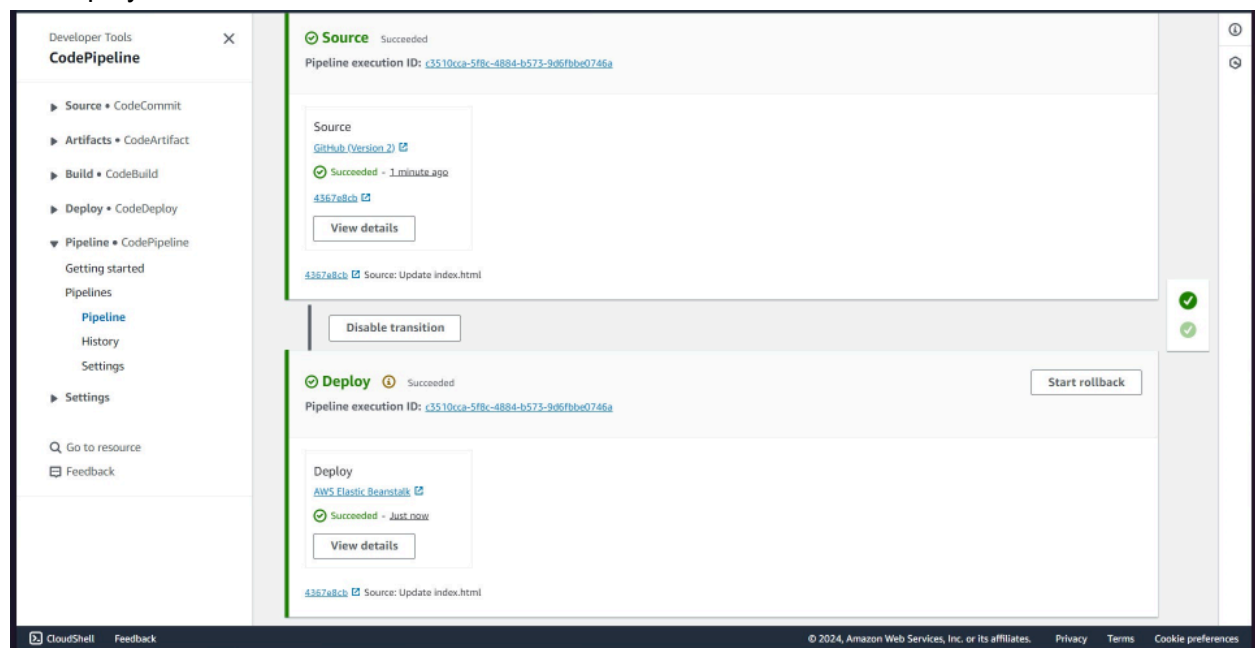 Developer Tools
CodePipeline
Source • CodeCommit
Artifacts • CodeArtifact
Build • CodeBuild
Deploy • CodeDeploy
Pipeline • CodePipeline
Getting started
Pipelines
Pipeline
History
Settings
Settings
Go to resource
Feedback
Source Succeeded
Pipeline execution ID: c3510cca-5f8c-4884-b573-9d6fbbe0746a
Source
GitHub (Version 2)
Succeeded - 1 minute ago
4367e8cb
View details
4367e8cb Source: Update index.html
Disable transition
Deploy Succeeded
Start rollback
Pipeline execution ID: c3510cca-5f8c-4884-b573-9d6fbbe0746a
Deploy
AWS Elastic Beanstalk
Succeeded - Just now
View details
4367e8cb Source: Update index.html
CloudShell Feedback © 2024, Amazon Web Services, Inc. or its affiliates. Privacy Terms Cookie preferences